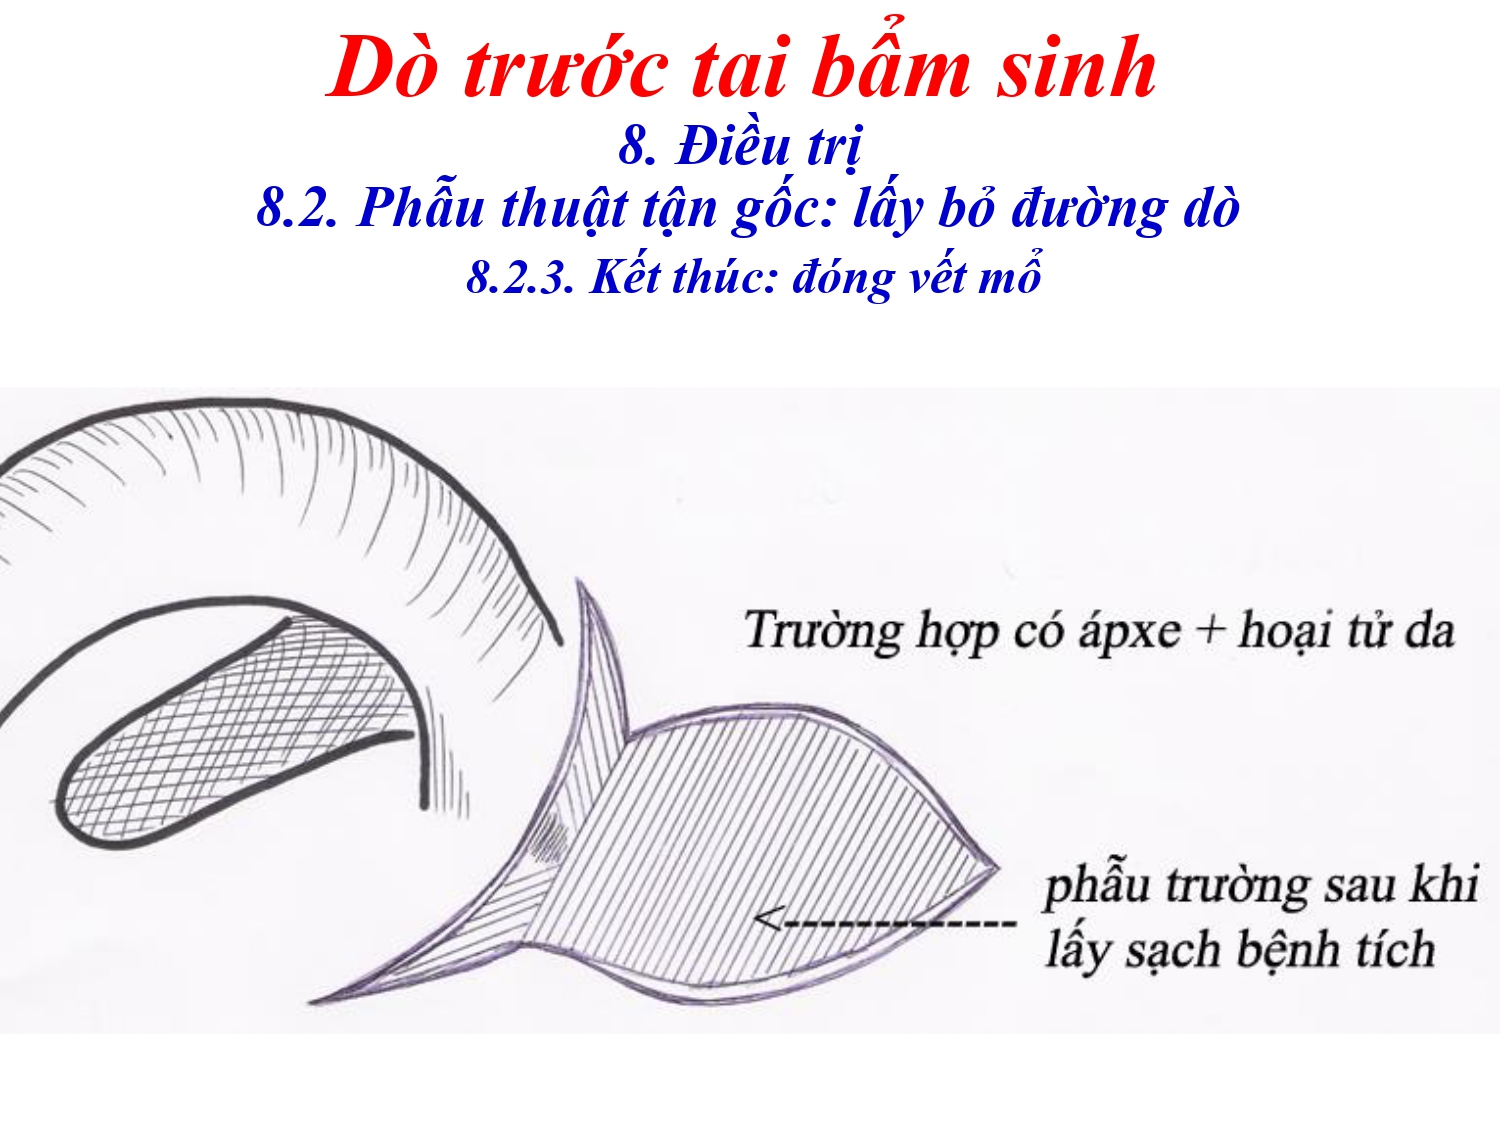 Dò trước tai bẩm sinh
8. Điều trị
8.2. Phẫu thuật tận gốc: lấy bỏ đường dò
8.2.3. Kết thúc: đóng vết mổ
Trường hợp có ápxe + hoại tử da
phẫu trường sau khi
lấy sạch bệnh tích